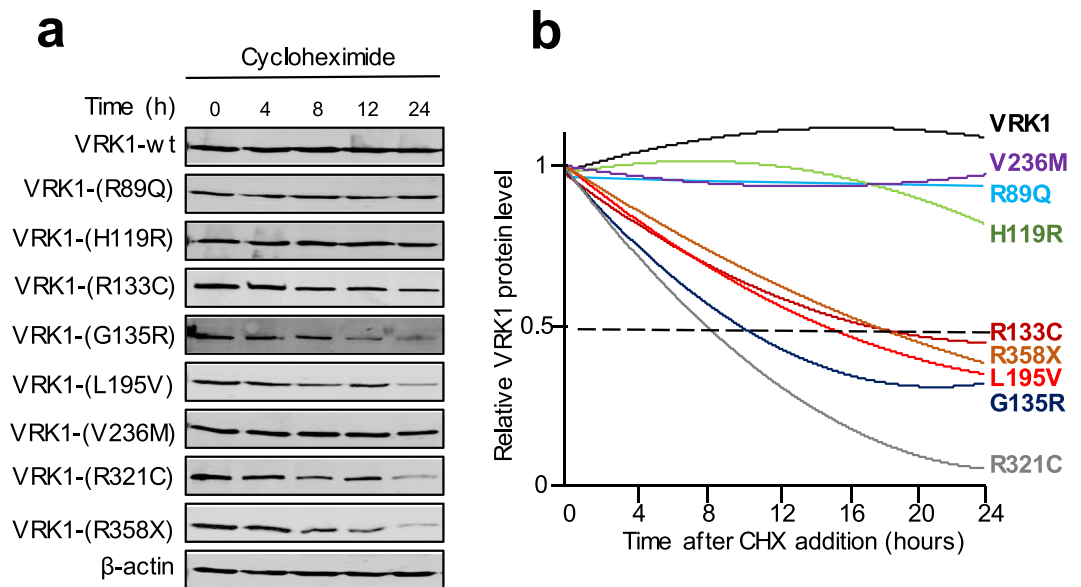 a
Cycloheximide
Time (h) 0 4 8 12 24
VRK1-wt
VRK1-(R89Q)
VRK1-(H119R)
VRK1-(R133C)
VRK1-(G135R)
VRK1-(L195V)
VRK1-(V236M)
VRK1-(R321C)
VRK1-(R358X)
β-actin
b
Relative VRK1 protein level
1
0.5
0
VRK1
V236M
R89Q
H119R
R133C
R358X
L195V
G135R
R321C
0 4 8 12 16 20 24
Time after CHX addition (hours)